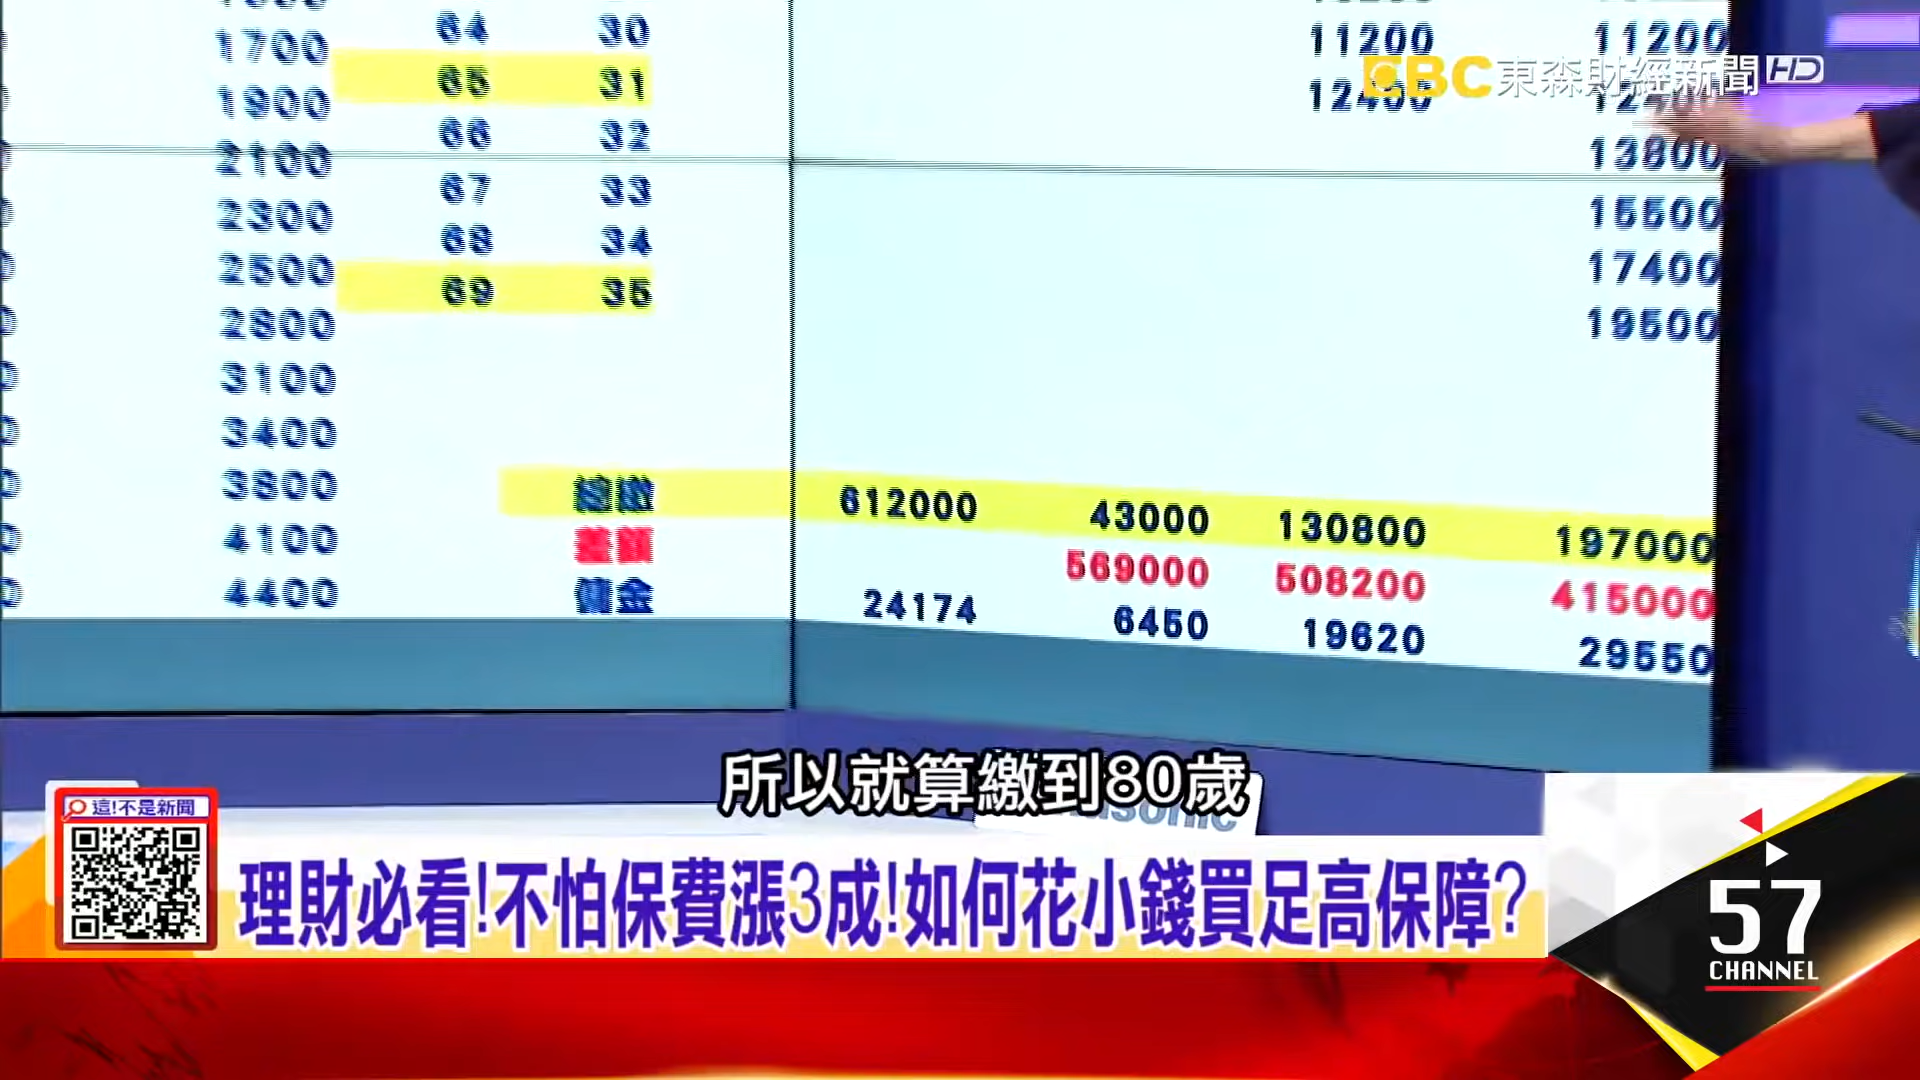 1700 64 30 11200 11200
EBC東森財經新聞HD
1900 65 31 12400
2100 66 32 13800
2300 67 33 15500
2500 68 34 17400
2800 69 35 19500
3100
3400
3800 總繳 612000 43000 130800 197000
4100 差額 569000 508200 415000
4400 佣金 24174 6450 19620 29550
所以就算繳到80歲
這!不是新聞
理財必看!不怕保費漲3成!如何花小錢買足高保障?
57
CHANNEL